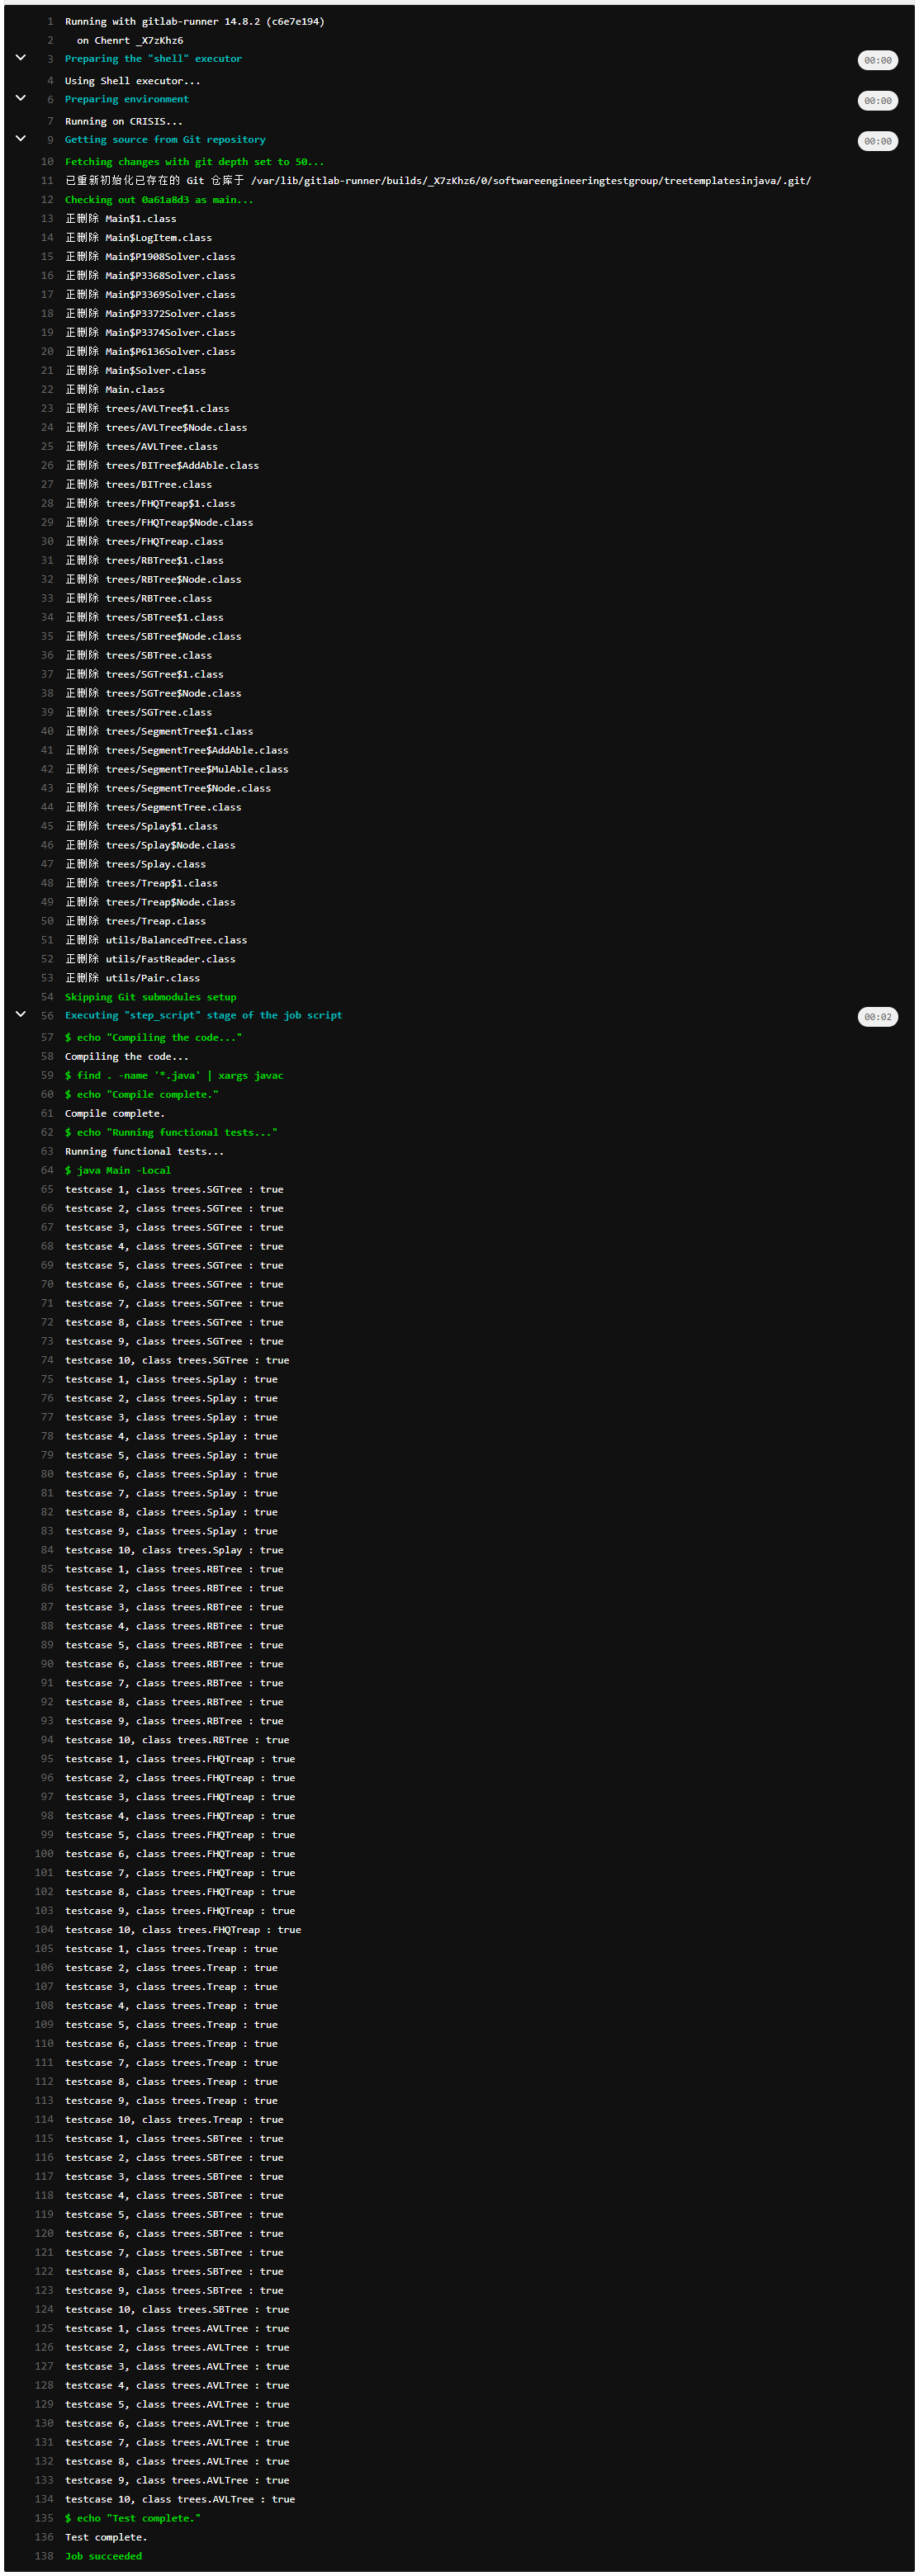 1 Running with gitlab-runner 14.8.2 (c6e7e194)
2 on Chenrt _X7zKhz6
3 Preparing the "shell" executor 00:00
4 Using Shell executor...
6 Preparing environment 00:00
7 Running on CRISIS...
9 Getting source from Git repository 00:00
10 Fetching changes with git depth set to 50...
11 已重新初始化已存在的 Git 仓库于 /var/lib/gitlab-runner/builds/_X7zKhz6/0/softwareengineeringtestgroup/treetemplatesinjava/.git/
12 Checking out 0a61a8d3 as main...
13 正删除 Main$1.class
14 正删除 Main$LogItem.class
15 正删除 Main$P1908Solver.class
16 正删除 Main$P3368Solver.class
17 正删除 Main$P3369Solver.class
18 正删除 Main$P3372Solver.class
19 正删除 Main$P3374Solver.class
20 正删除 Main$P6136Solver.class
21 正删除 Main$Solver.class
22 正删除 Main.class
23 正删除 trees/AVLTree$1.class
24 正删除 trees/AVLTree$Node.class
25 正删除 trees/AVLTree.class
26 正删除 trees/BITree$AddAble.class
27 正删除 trees/BITree.class
28 正删除 trees/FHQTreap$1.class
29 正删除 trees/FHQTreap$Node.class
30 正删除 trees/FHQTreap.class
31 正删除 trees/RBTree$1.class
32 正删除 trees/RBTree$Node.class
33 正删除 trees/RBTree.class
34 正删除 trees/SBTree$1.class
35 正删除 trees/SBTree$Node.class
36 正删除 trees/SBTree.class
37 正删除 trees/SGTree$1.class
38 正删除 trees/SGTree$Node.class
39 正删除 trees/SGTree.class
40 正删除 trees/SegmentTree$1.class
41 正删除 trees/SegmentTree$AddAble.class
42 正删除 trees/SegmentTree$MulAble.class
43 正删除 trees/SegmentTree$Node.class
44 正删除 trees/SegmentTree.class
45 正删除 trees/Splay$1.class
46 正删除 trees/Splay$Node.class
47 正删除 trees/Splay.class
48 正删除 trees/Treap$1.class
49 正删除 trees/Treap$Node.class
50 正删除 trees/Treap.class
51 正删除 utils/BalancedTree.class
52 正删除 utils/FastReader.class
53 正删除 utils/Pair.class
54 Skipping Git submodules setup
56 Executing "step_script" stage of the job script 00:02
57 $ echo "Compiling the code..."
58 Compiling the code...
59 $ find . -name '*.java' | xargs javac
60 $ echo "Compile complete."
61 Compile complete.
62 $ echo "Running functional tests..."
63 Running functional tests...
64 $ java Main -Local
65 testcase 1, class trees.SGTree : true
66 testcase 2, class trees.SGTree : true
67 testcase 3, class trees.SGTree : true
68 testcase 4, class trees.SGTree : true
69 testcase 5, class trees.SGTree : true
70 testcase 6, class trees.SGTree : true
71 testcase 7, class trees.SGTree : true
72 testcase 8, class trees.SGTree : true
73 testcase 9, class trees.SGTree : true
74 testcase 10, class trees.SGTree : true
75 testcase 1, class trees.Splay : true
76 testcase 2, class trees.Splay : true
77 testcase 3, class trees.Splay : true
78 testcase 4, class trees.Splay : true
79 testcase 5, class trees.Splay : true
80 testcase 6, class trees.Splay : true
81 testcase 7, class trees.Splay : true
82 testcase 8, class trees.Splay : true
83 testcase 9, class trees.Splay : true
84 testcase 10, class trees.Splay : true
85 testcase 1, class trees.RBTree : true
86 testcase 2, class trees.RBTree : true
87 testcase 3, class trees.RBTree : true
88 testcase 4, class trees.RBTree : true
89 testcase 5, class trees.RBTree : true
90 testcase 6, class trees.RBTree : true
91 testcase 7, class trees.RBTree : true
92 testcase 8, class trees.RBTree : true
93 testcase 9, class trees.RBTree : true
94 testcase 10, class trees.RBTree : true
95 testcase 1, class trees.FHQTreap : true
96 testcase 2, class trees.FHQTreap : true
97 testcase 3, class trees.FHQTreap : true
98 testcase 4, class trees.FHQTreap : true
99 testcase 5, class trees.FHQTreap : true
100 testcase 6, class trees.FHQTreap : true
101 testcase 7, class trees.FHQTreap : true
102 testcase 8, class trees.FHQTreap : true
103 testcase 9, class trees.FHQTreap : true
104 testcase 10, class trees.FHQTreap : true
105 testcase 1, class trees.Treap : true
106 testcase 2, class trees.Treap : true
107 testcase 3, class trees.Treap : true
108 testcase 4, class trees.Treap : true
109 testcase 5, class trees.Treap : true
110 testcase 6, class trees.Treap : true
111 testcase 7, class trees.Treap : true
112 testcase 8, class trees.Treap : true
113 testcase 9, class trees.Treap : true
114 testcase 10, class trees.Treap : true
115 testcase 1, class trees.SBTree : true
116 testcase 2, class trees.SBTree : true
117 testcase 3, class trees.SBTree : true
118 testcase 4, class trees.SBTree : true
119 testcase 5, class trees.SBTree : true
120 testcase 6, class trees.SBTree : true
121 testcase 7, class trees.SBTree : true
122 testcase 8, class trees.SBTree : true
123 testcase 9, class trees.SBTree : true
124 testcase 10, class trees.SBTree : true
125 testcase 1, class trees.AVLTree : true
126 testcase 2, class trees.AVLTree : true
127 testcase 3, class trees.AVLTree : true
128 testcase 4, class trees.AVLTree : true
129 testcase 5, class trees.AVLTree : true
130 testcase 6, class trees.AVLTree : true
131 testcase 7, class trees.AVLTree : true
132 testcase 8, class trees.AVLTree : true
133 testcase 9, class trees.AVLTree : true
134 testcase 10, class trees.AVLTree : true
135 $ echo "Test complete."
136 Test complete.
138 Job succeeded